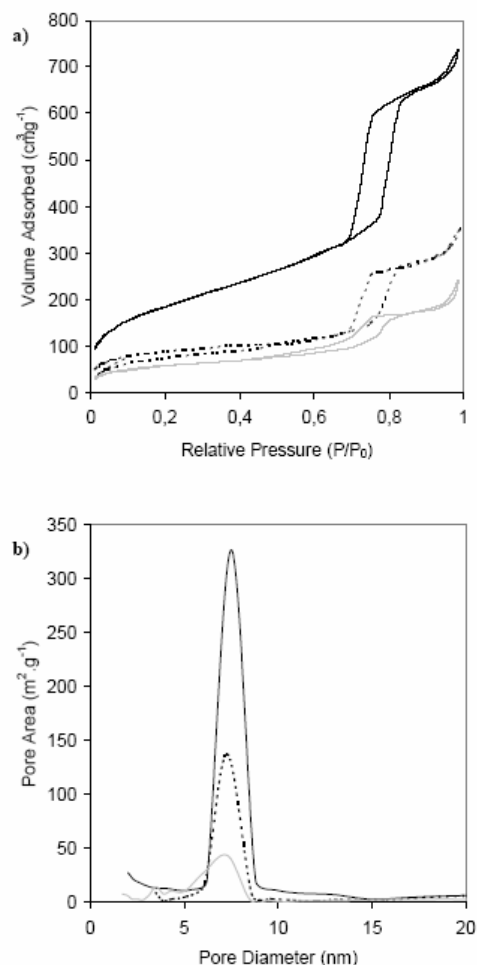 a)
800
700
600
500
400
300
200
100
0
Volume Adsorbed (cm³g⁻¹)
0 0,2 0,4 0,6 0,8 1
Relative Pressure (P/P₀)
b)
350
300
250
200
150
100
50
0
Pore Area (m².g⁻¹)
0 5 10 15 20
Pore Diameter (nm)